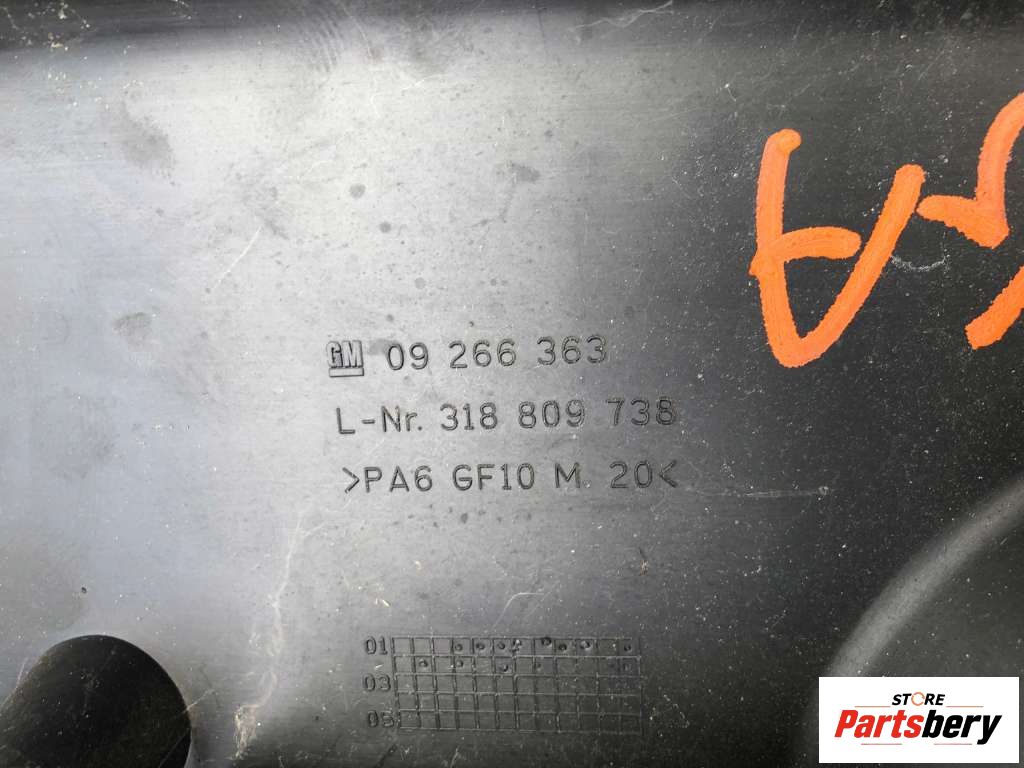 GM 09 266 363
L-Nr. 318 809 738
>PA6 GF10 M 20<
01
03
05
STORE
Partsbery